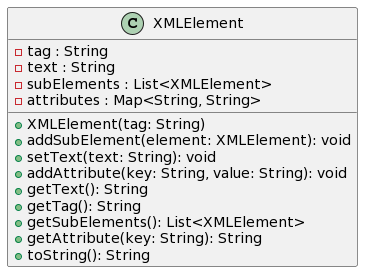 C XMLElement
tag : String
text : String
subElements : List<XMLElement>
attributes : Map<String, String>
XMLElement(tag: String)
addSubElement(element: XMLElement): void
setText(text: String): void
addAttribute(key: String, value: String): void
getText(): String
getTag(): String
getSubElements(): List<XMLElement>
getAttribute(key: String): String
toString(): String